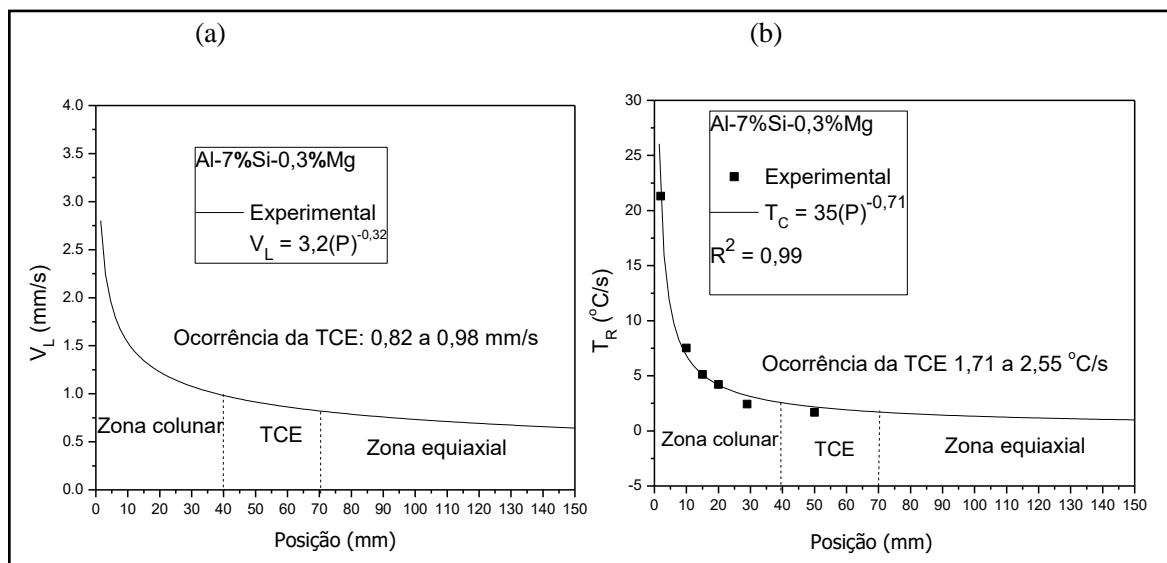 (a)
4.0
3.5
3.0
2.5
2.0
1.5
1.0
0.5
0.0
V_L (mm/s)
Al-7%Si-0,3%Mg
Experimental
V_L = 3,2(P)^-0,32
Ocorrência da TCE: 0,82 a 0,98 mm/s
Zona colunar
TCE
Zona equiaxial
0 10 20 30 40 50 60 70 80 90 100 110 120 130 140 150
Posição (mm)
(b)
30
25
20
15
10
5
0
-5
T_R (°C/s)
Al-7%Si-0,3%Mg
Experimental
T_C = 35(P)^-0,71
R^2 = 0,99
Ocorrência da TCE 1,71 a 2,55 °C/s
Zona colunar
TCE
Zona equiaxial
0 10 20 30 40 50 60 70 80 90 100 110 120 130 140 150
Posição (mm)